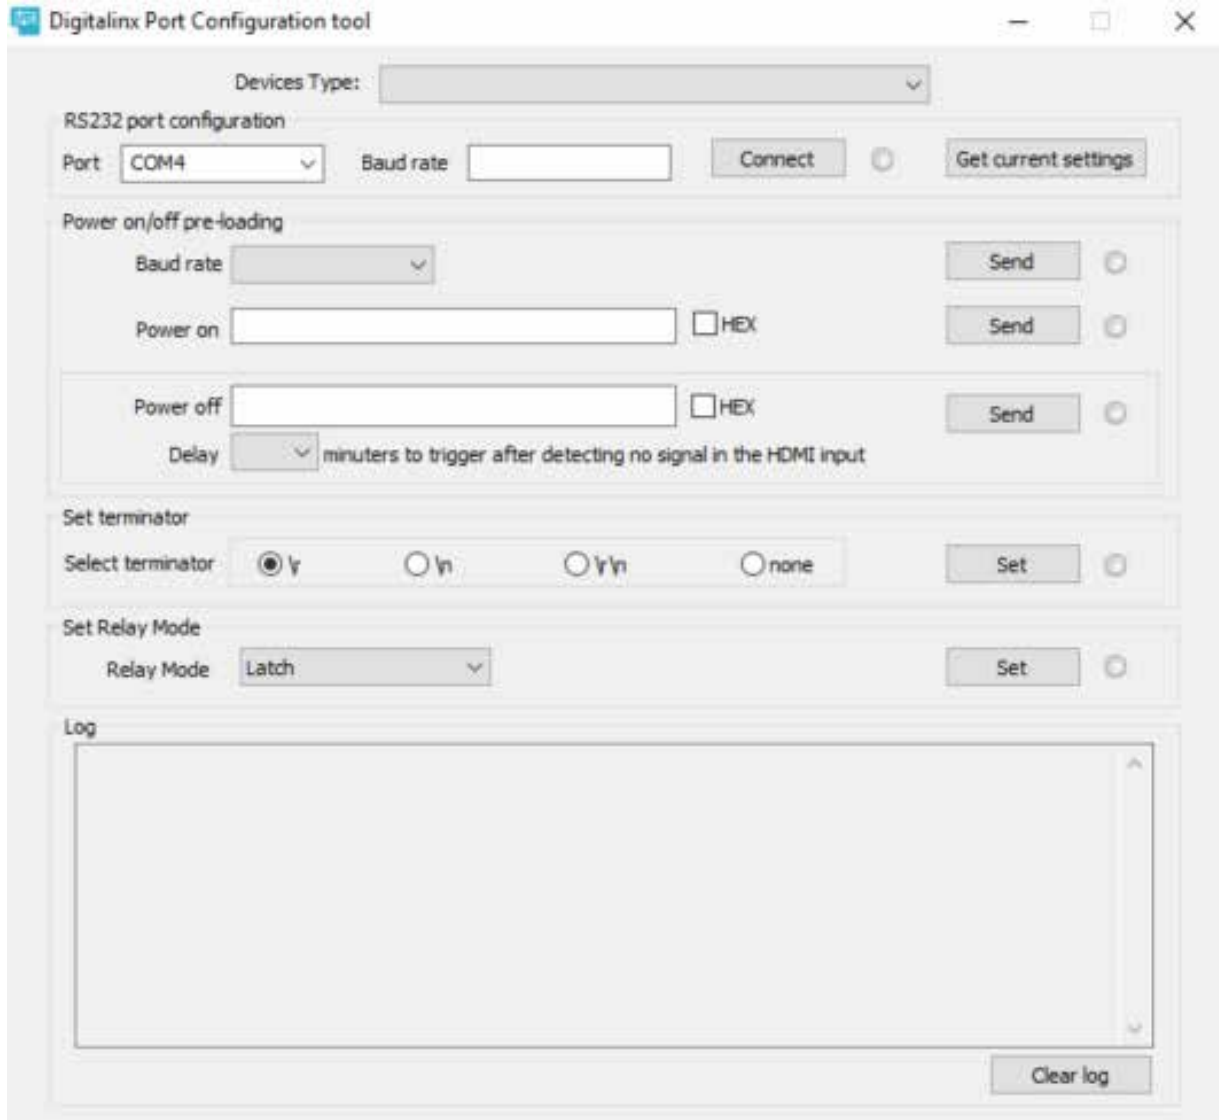 Digitalinx Port Configuration tool
Devices Type:
RS232 port configuration
Port COM4 Baud rate Connect Get current settings
Power on/off pre-loading
Baud rate Send
Power on HEX Send
Power off HEX Send
Delay minuters to trigger after detecting no signal in the HDMI input
Set terminator
Select terminator \r \n \r\n none Set
Set Relay Mode
Relay Mode Latch Set
Log
Clear log